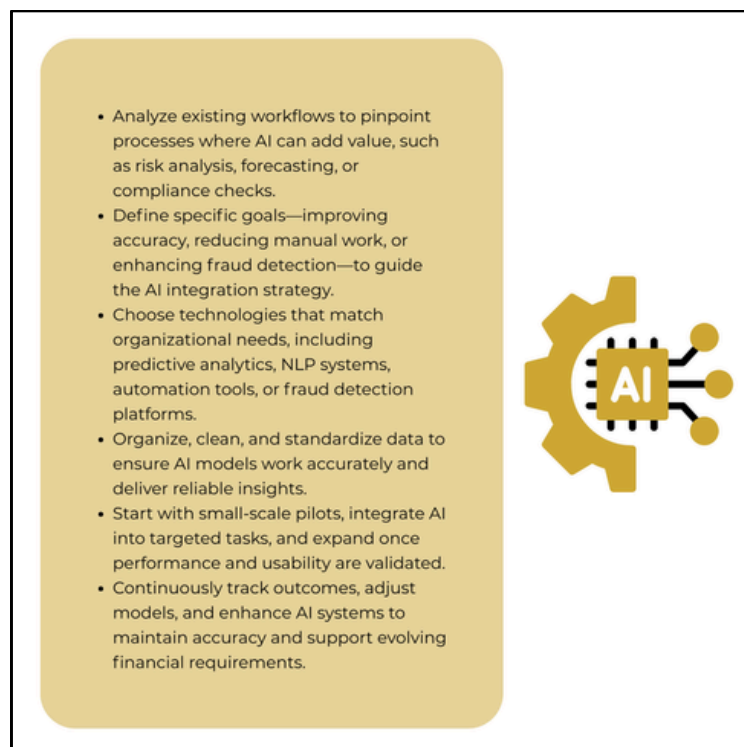 • Analyze existing workflows to pinpoint
processes where AI can add value, such
as risk analysis, forecasting, or
compliance checks.
• Define specific goals—improving
accuracy, reducing manual work, or
enhancing fraud detection—to guide
the AI integration strategy.
• Choose technologies that match
organizational needs, including
predictive analytics, NLP systems,
automation tools, or fraud detection
platforms.
• Organize, clean, and standardize data to
ensure AI models work accurately and
deliver reliable insights.
• Start with small-scale pilots, integrate AI
into targeted tasks, and expand once
performance and usability are validated.
• Continuously track outcomes, adjust
models, and enhance AI systems to
maintain accuracy and support evolving
financial requirements.
AI